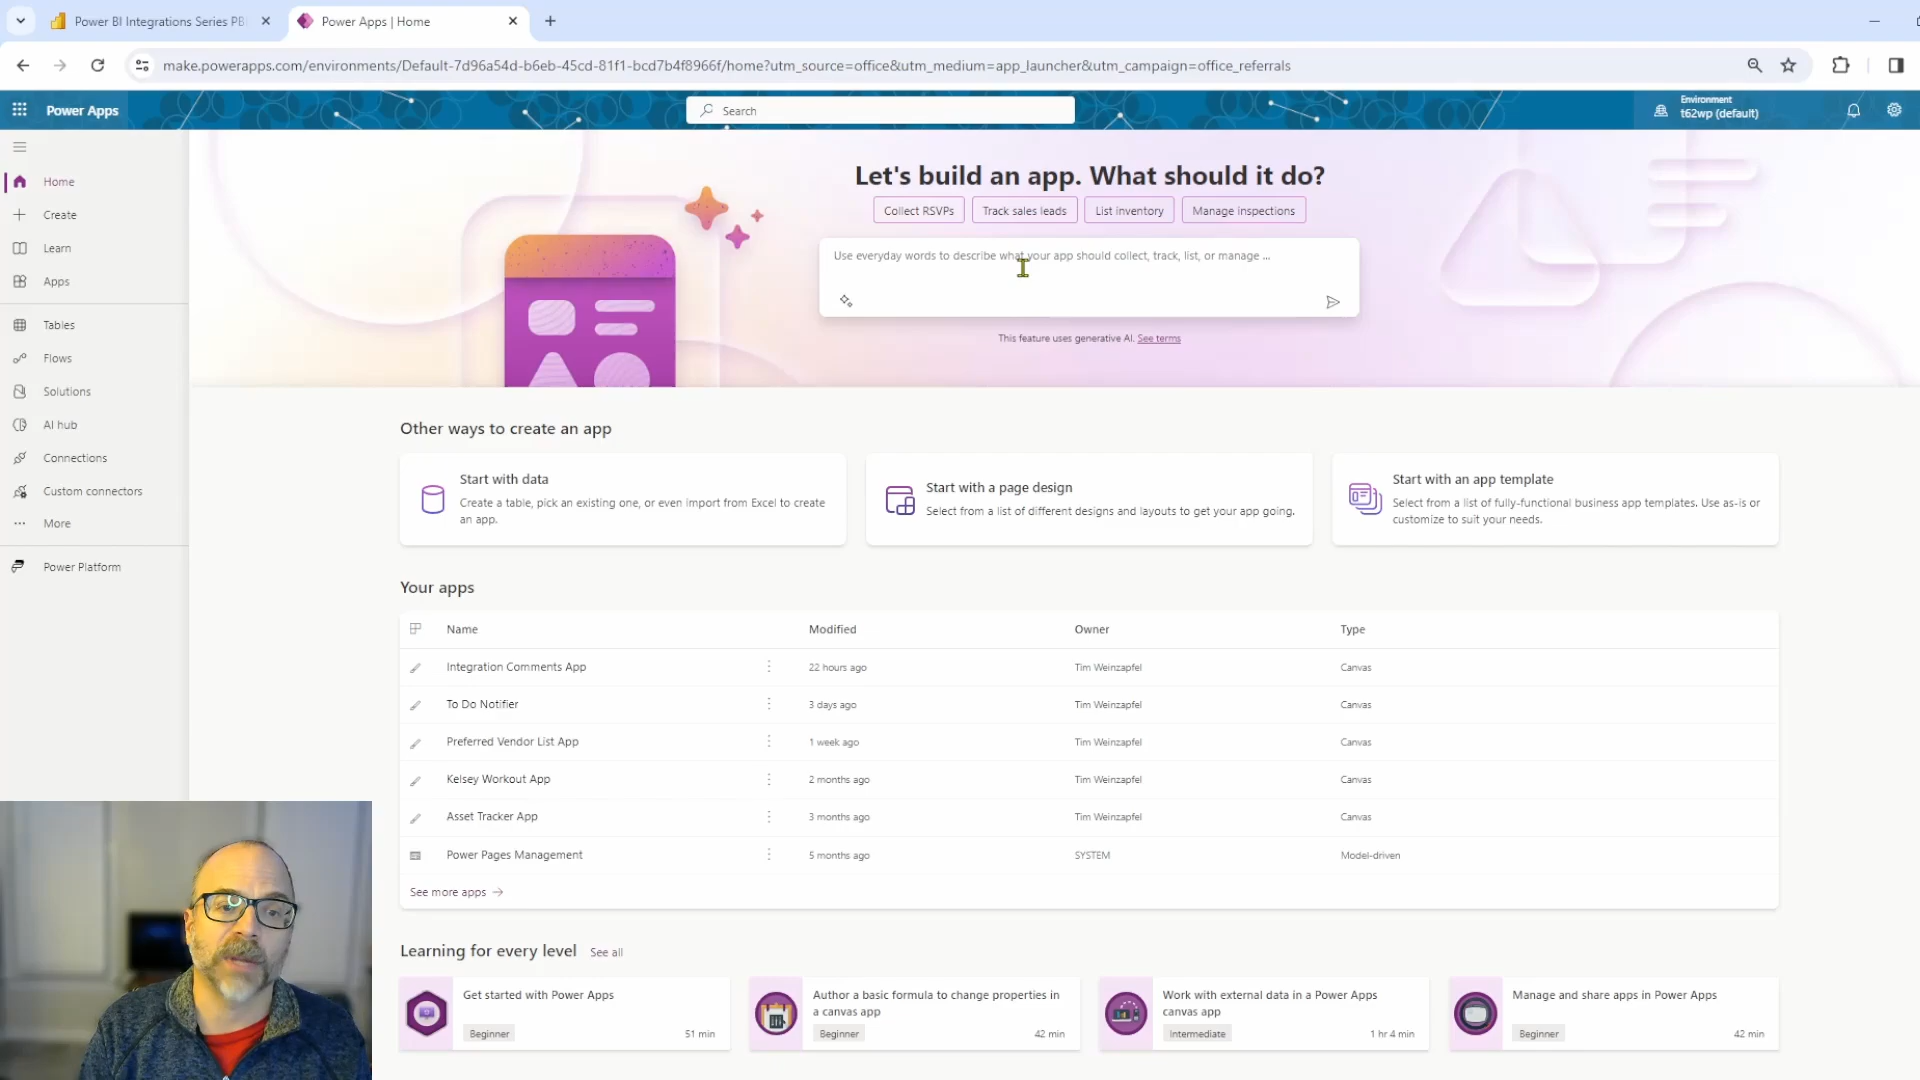 Power BI Integrations Series PB
Power Apps | Home
make.powerapps.com/environments/Default-7d96a54d-b6eb-45cd-81f1-bcd7b4f8966f/home?utm_source=office&utm_medium=app_launcher&utm_campaign=office_referrals
Power Apps
Search
Environment
t62wp (default)
Home
Create
Learn
Apps
Tables
Flows
Solutions
AI hub
Connections
Custom connectors
More
Power Platform
Let's build an app. What should it do?
Collect RSVPs
Track sales leads
List inventory
Manage inspections
Use everyday words to describe what your app should collect, track, list, or manage ...
This feature uses generative AI. See terms
Other ways to create an app
Start with data
Create a table, pick an existing one, or even import from Excel to create
an app.
Start with a page design
Select from a list of different designs and layouts to get your app going.
Start with an app template
Select from a list of fully-functional business app templates. Use as-is or
customize to suit your needs.
Your apps
Name Modified Owner Type
Integration Comments App 22 hours ago Tim Weinzapfel Canvas
To Do Notifier 3 days ago Tim Weinzapfel Canvas
Preferred Vendor List App 1 week ago Tim Weinzapfel Canvas
Kelsey Workout App 2 months ago Tim Weinzapfel Canvas
Asset Tracker App 3 months ago Tim Weinzapfel Canvas
Power Pages Management 5 months ago SYSTEM Model-driven
See more apps
Learning for every level See all
Get started with Power Apps
Beginner 51 min
Author a basic formula to change properties in
a canvas app
Beginner 42 min
Work with external data in a Power Apps
canvas app
Intermediate 1 hr 4 min
Manage and share apps in Power Apps
Beginner 42 min